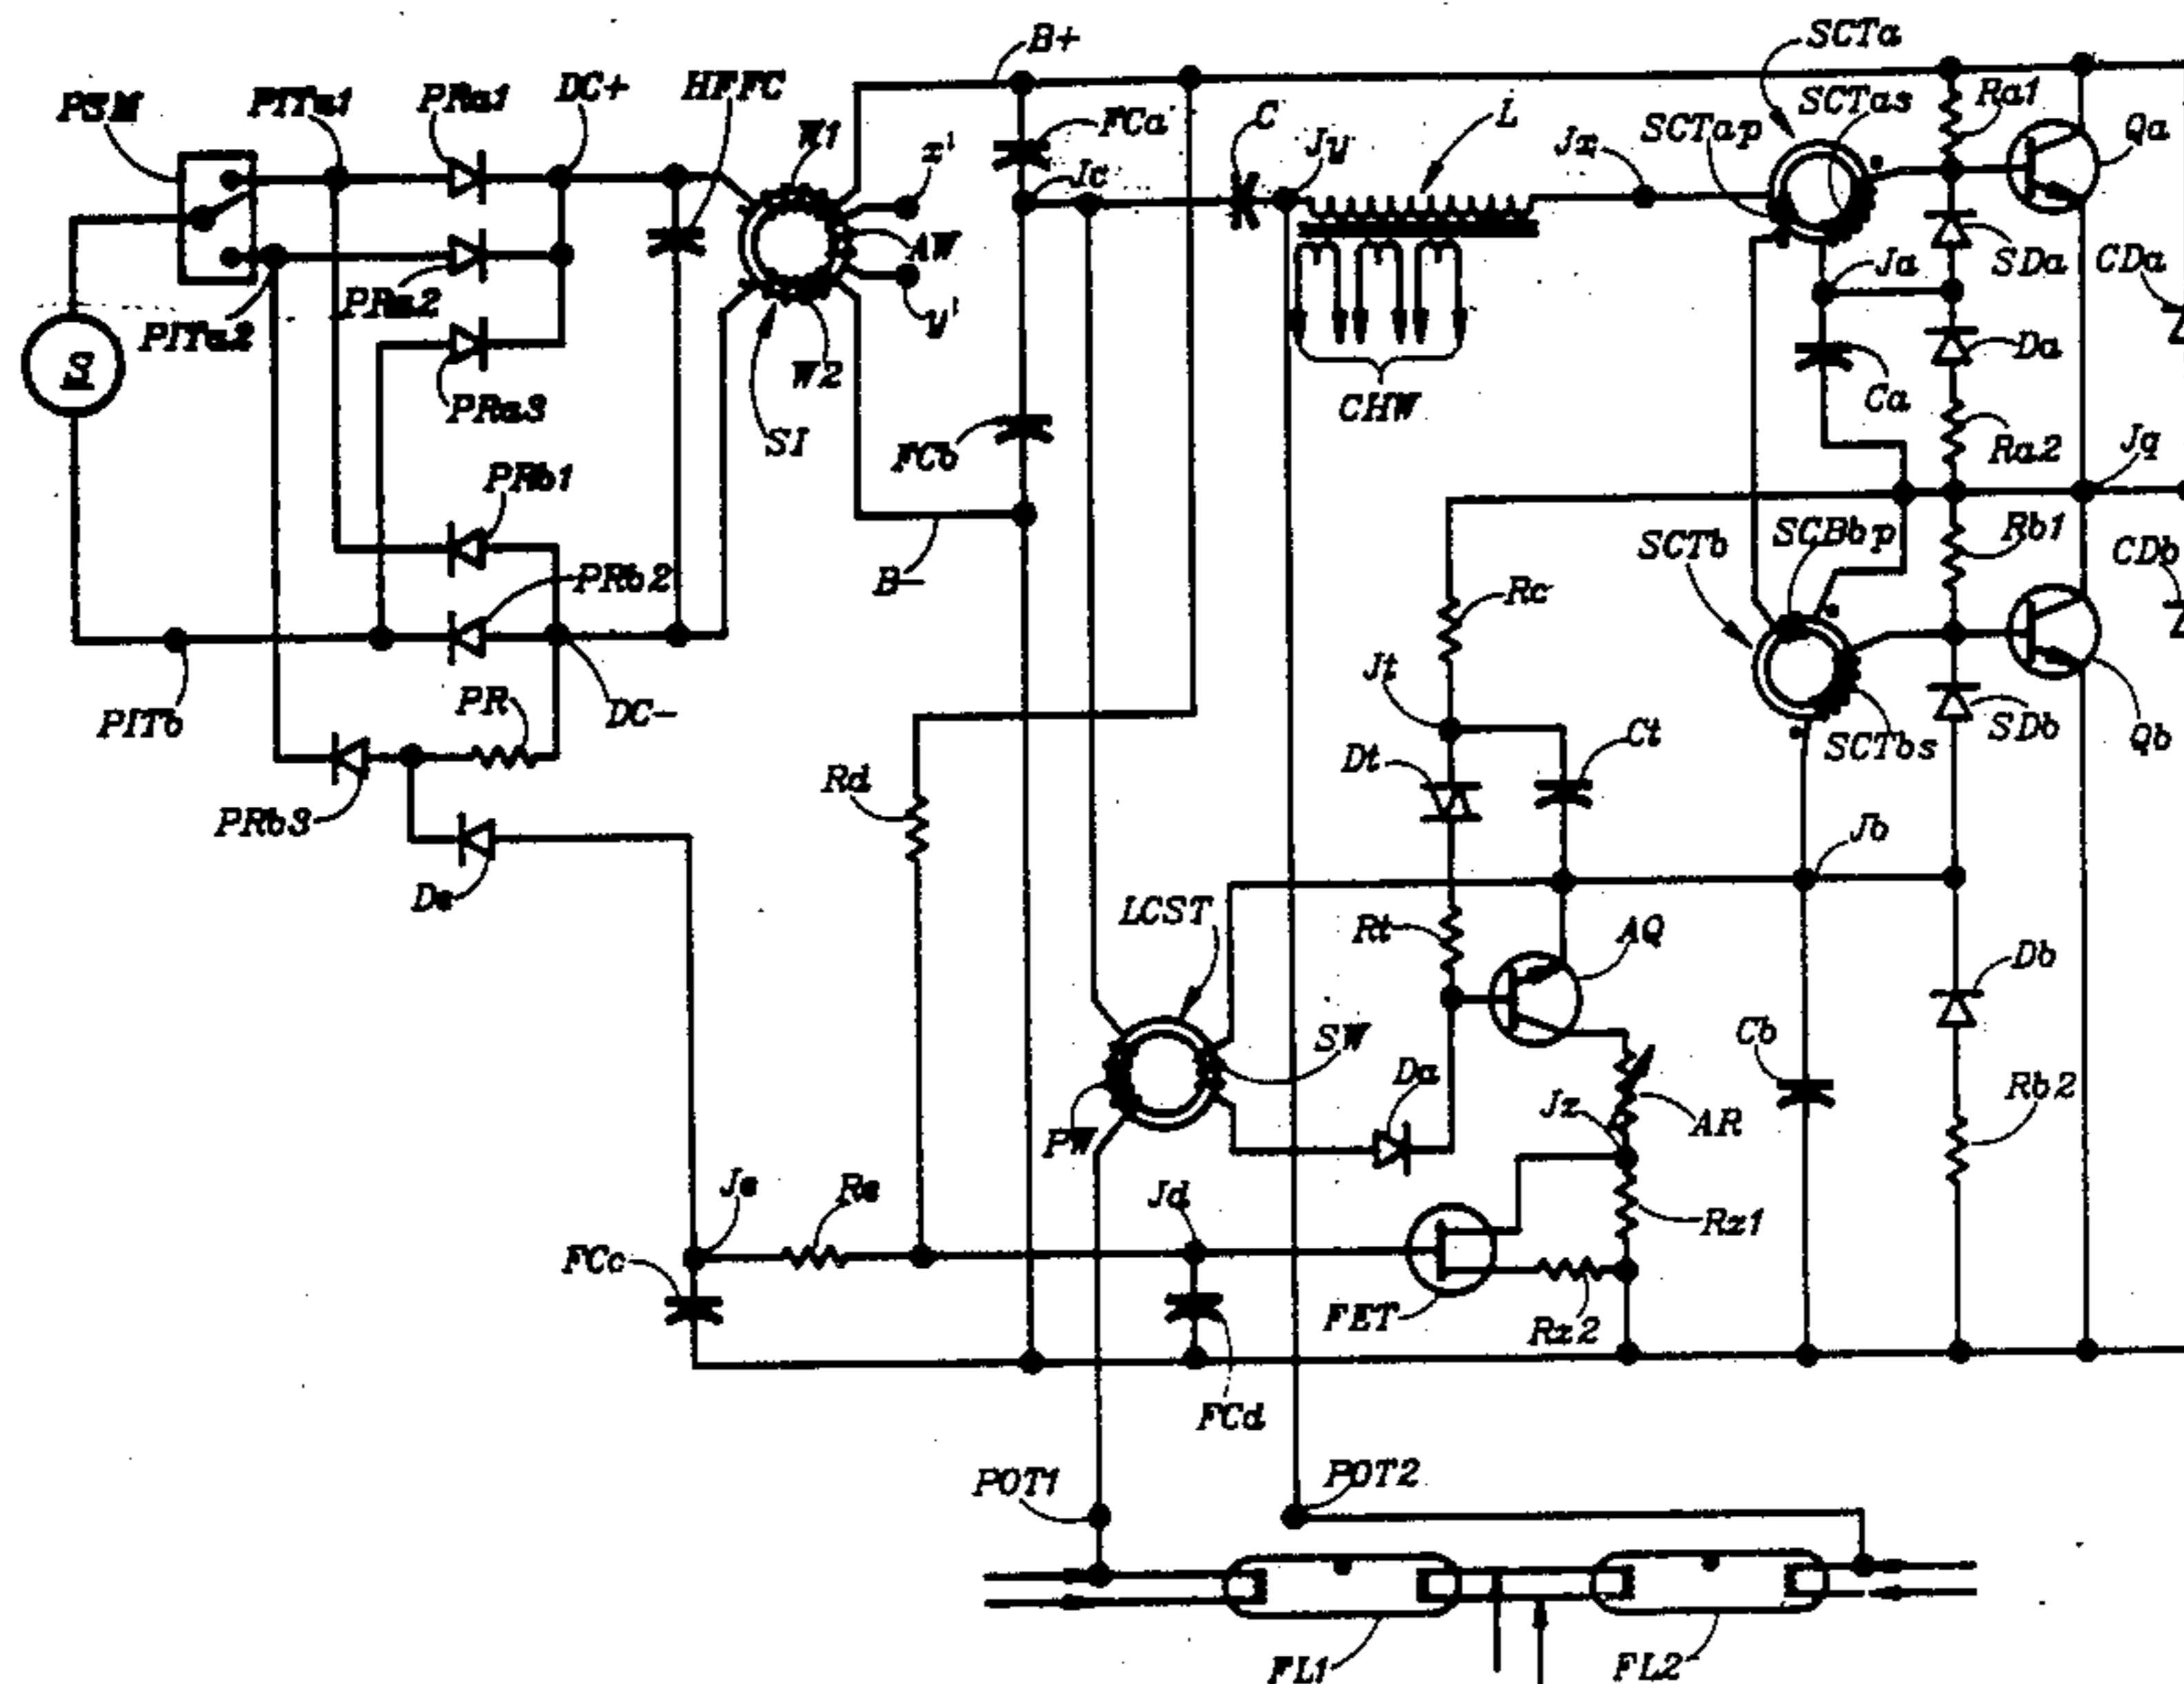 B+
SCTa
PSM
PITa1
PRa1
DC+
HFFC
W1
FCa
x'
C
Jy
L
Jx
SCTap
SCTas
Ra1
Qa
Jc
AW
y'
PITa2
PRa2
Ja
SDa
CDa
S
PRa3
W2
SI
CHW
Ca
Da
FCb
Ra2
Jq
PRb1
PRb2
B-
Rc
SCTb
SCBbp
Rb1
CDb
PITb
PR
DC-
Jt
Dt
Ct
SCTbs
SDb
Qb
PRb3
Rd
De
Jb
LCST
Rt
AQ
Db
SW
Cb
PW
Da
Jz
AR
Rb2
Je
Re
Jd
Rz1
FCc
FET
Rz2
FCd
POT1
POT2
FL1
FL2